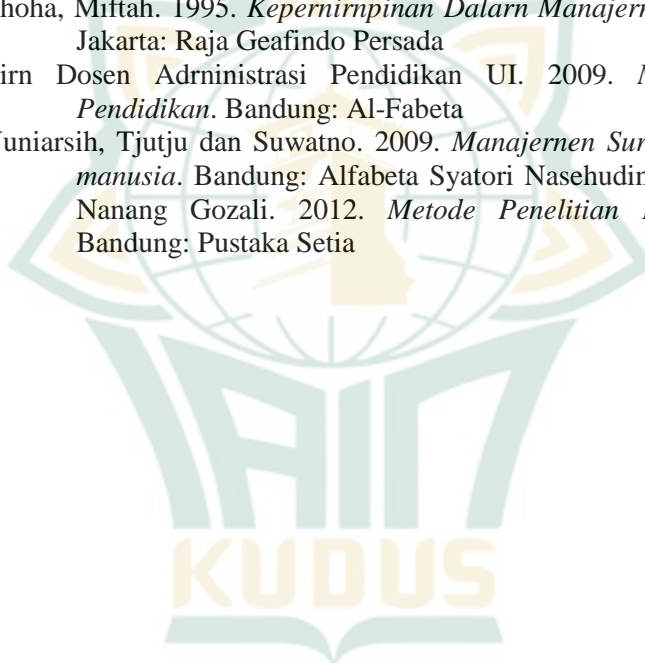 hoha, Miftah. 1995. Kepernirnpinan Dalarn Manajern
Jakarta: Raja Geafindo Persada
irn Dosen Adrninistrasi Pendidikan UI. 2009.
Pendidikan. Bandung: Al-Fabeta
uniarsih, Tjutju dan Suwatno. 2009. Manajernen Sur
manusia. Bandung: Alfabeta Syatori Nasehudin
Nanang Gozali. 2012. Metode Penelitian
Bandung: Pustaka Setia
IAIN
KUDUS